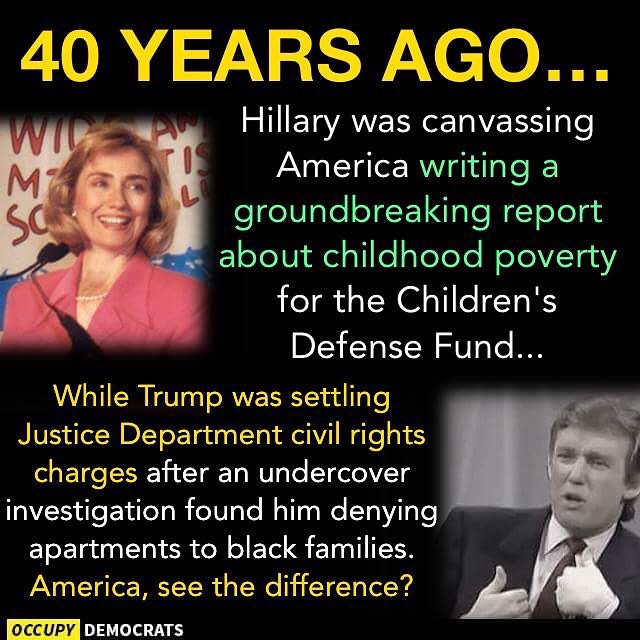 40 YEARS AGO...
Hillary was canvassing
America writing a
groundbreaking report
about childhood poverty
for the Children's
Defense Fund...
While Trump was settling
Justice Department civil rights
charges after an undercover
investigation found him denying
apartments to black families.
America, see the difference?
OCCUPY DEMOCRATS